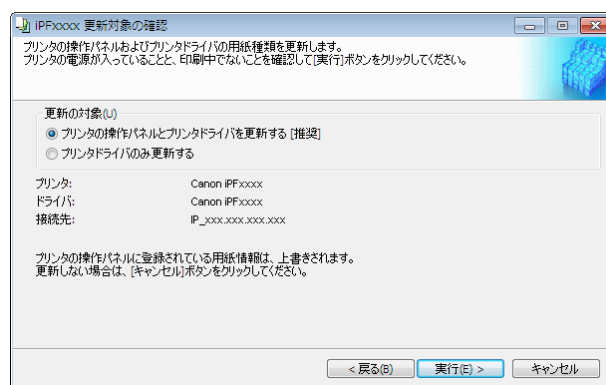 iPFxxxx 更新対象の確認
プリンタの操作パネルおよびプリンタドライバの用紙種類を更新します。
プリンタの電源が入っていることと、印刷中でないことを確認して[実行]ボタンをクリックしてください。
更新の対象(U)
プリンタの操作パネルとプリンタドライバを更新する [推奨]
プリンタドライバのみ更新する
プリンタ: Canon iPFxxxx
ドライバ: Canon iPFxxxx
接続先: IP_xxx.xxx.xxx.xxx
プリンタの操作パネルに登録されている用紙情報は、上書きされます。
更新しない場合は、[キャンセル]ボタンをクリックしてください。
< 戻る(B) 実行(E) > キャンセル